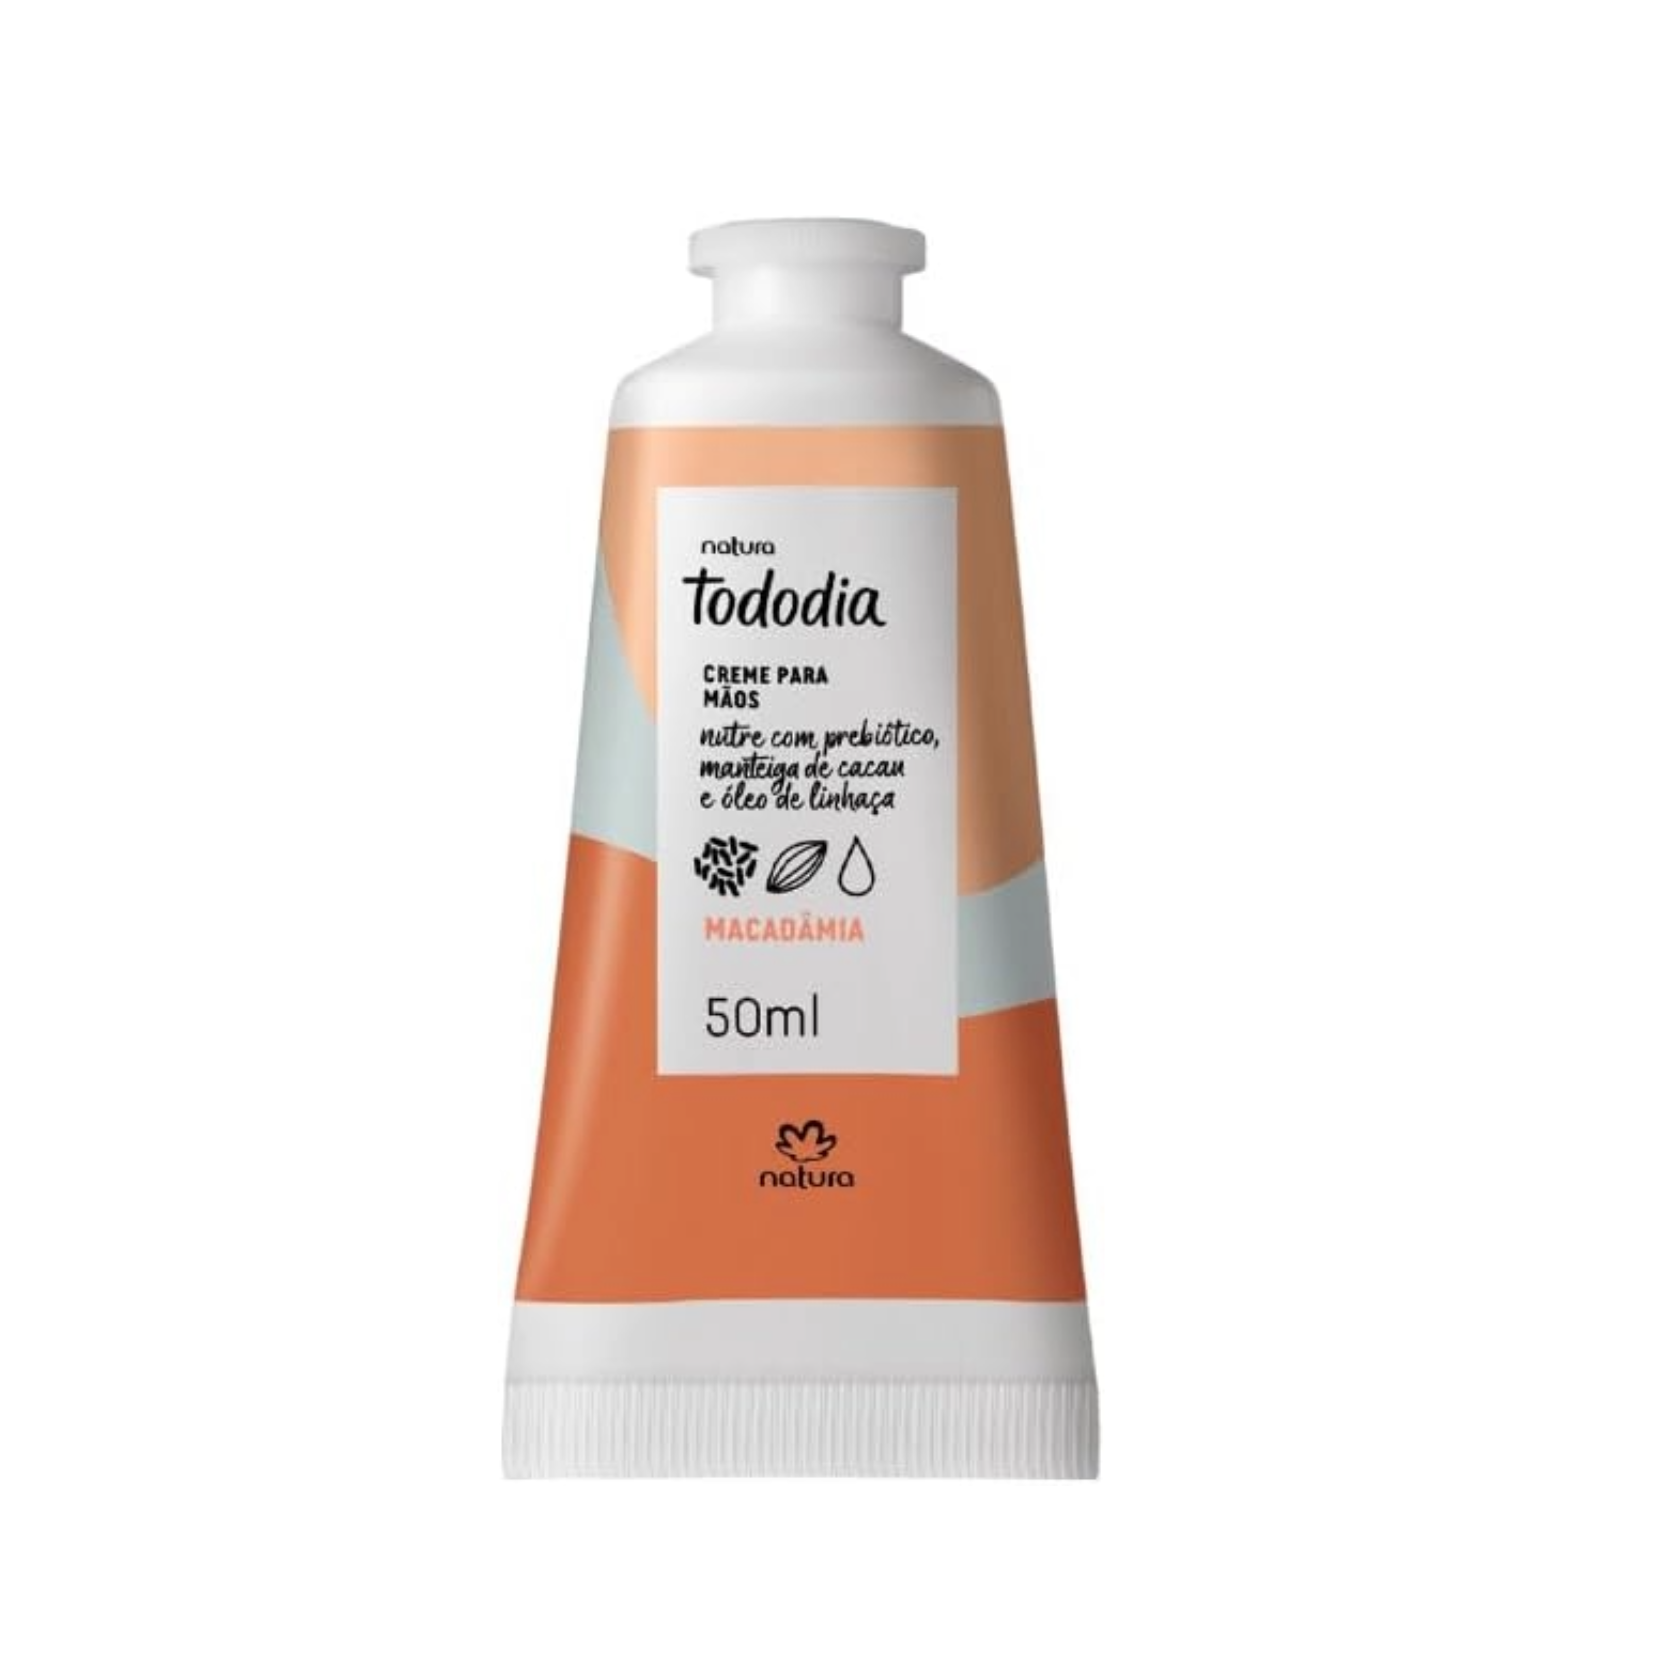 natura
Tododia
CREME PARA
MÃOS
nutre com prebiótico,
manteiga de cacau
e óleo de linhaça
MACADÂMIA
50ml
natura